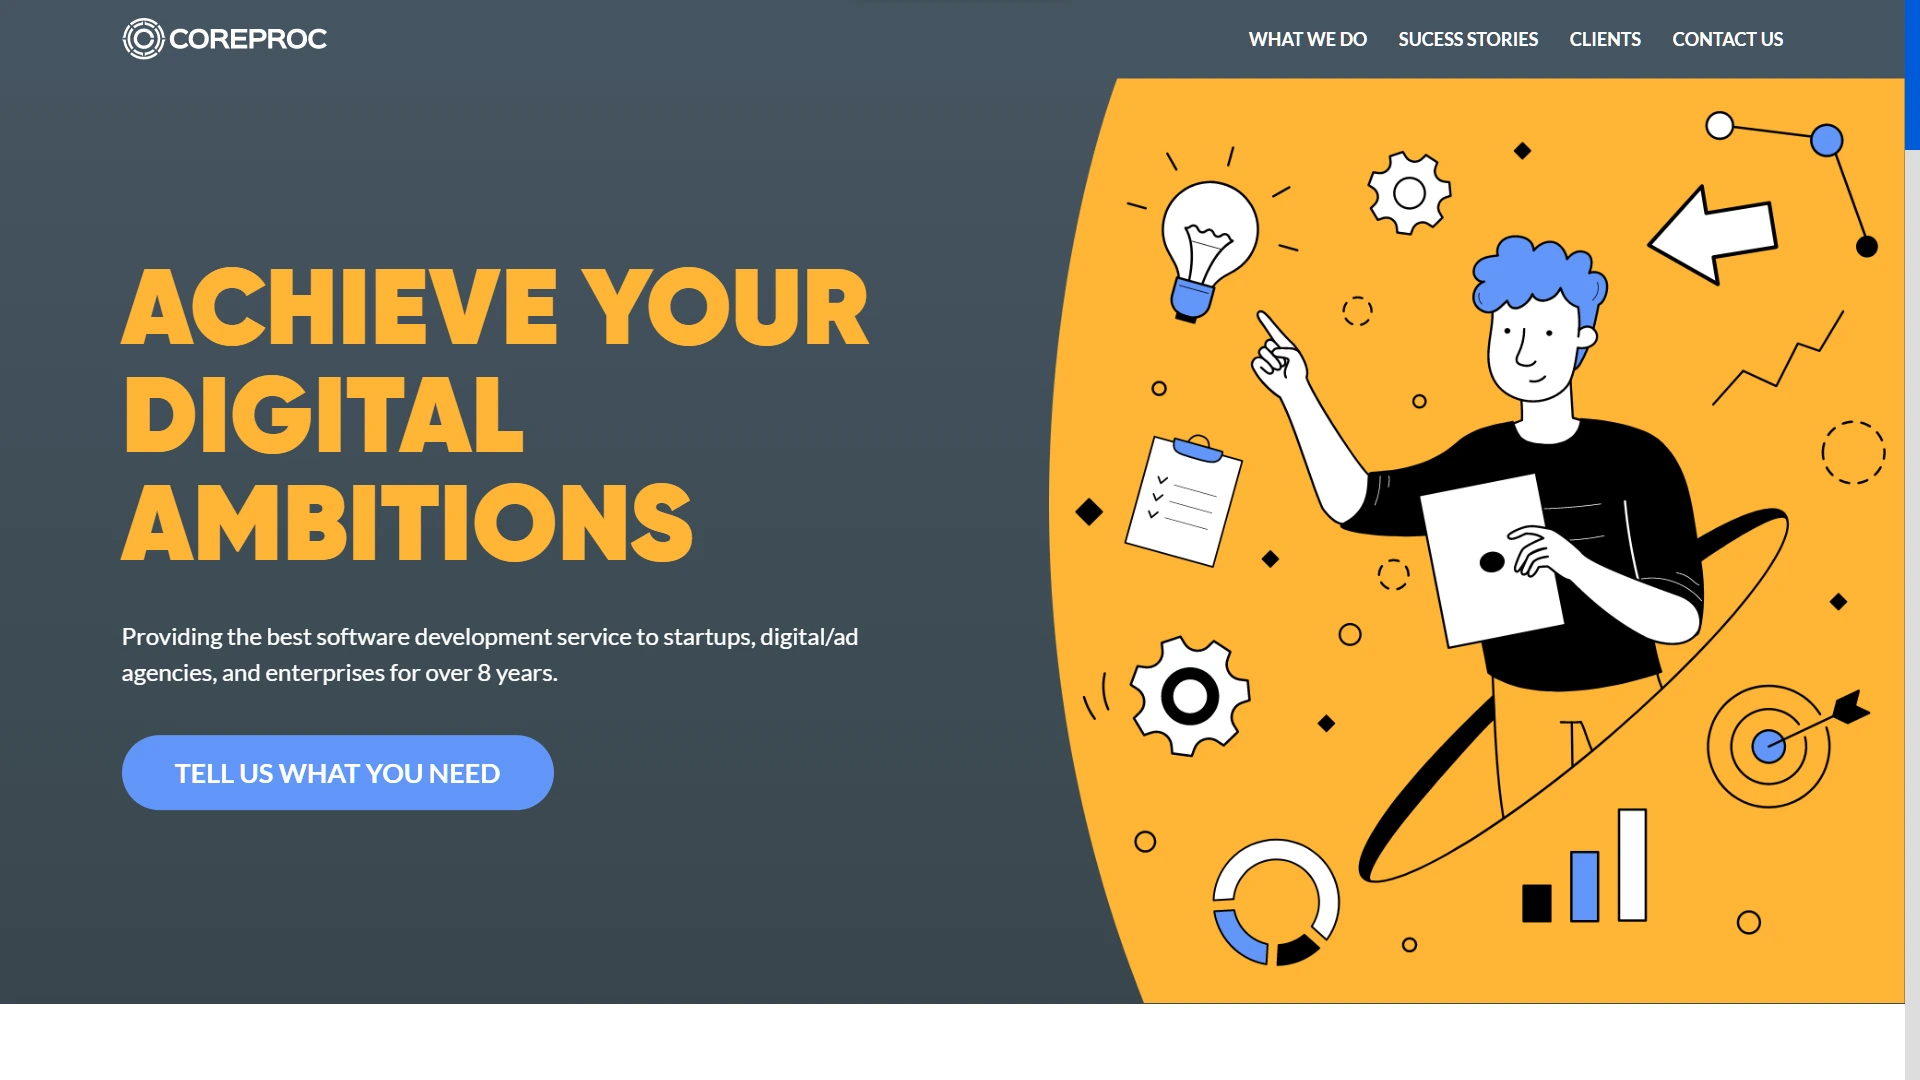 COREPROC
WHAT WE DO
SUCESS STORIES
CLIENTS
CONTACT US
ACHIEVE YOUR
DIGITAL
AMBITIONS
Providing the best software development service to startups, digital/ad
agencies, and enterprises for over 8 years.
TELL US WHAT YOU NEED